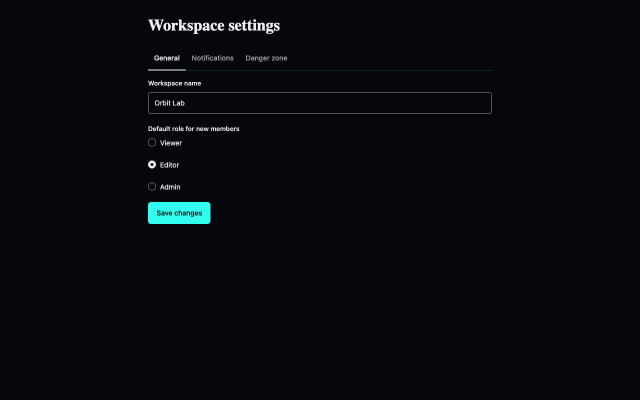 Workspace settings
General Notifications Danger zone
Workspace name
Orbit Lab
Default role for new members
Viewer
Editor
Admin
Save changes